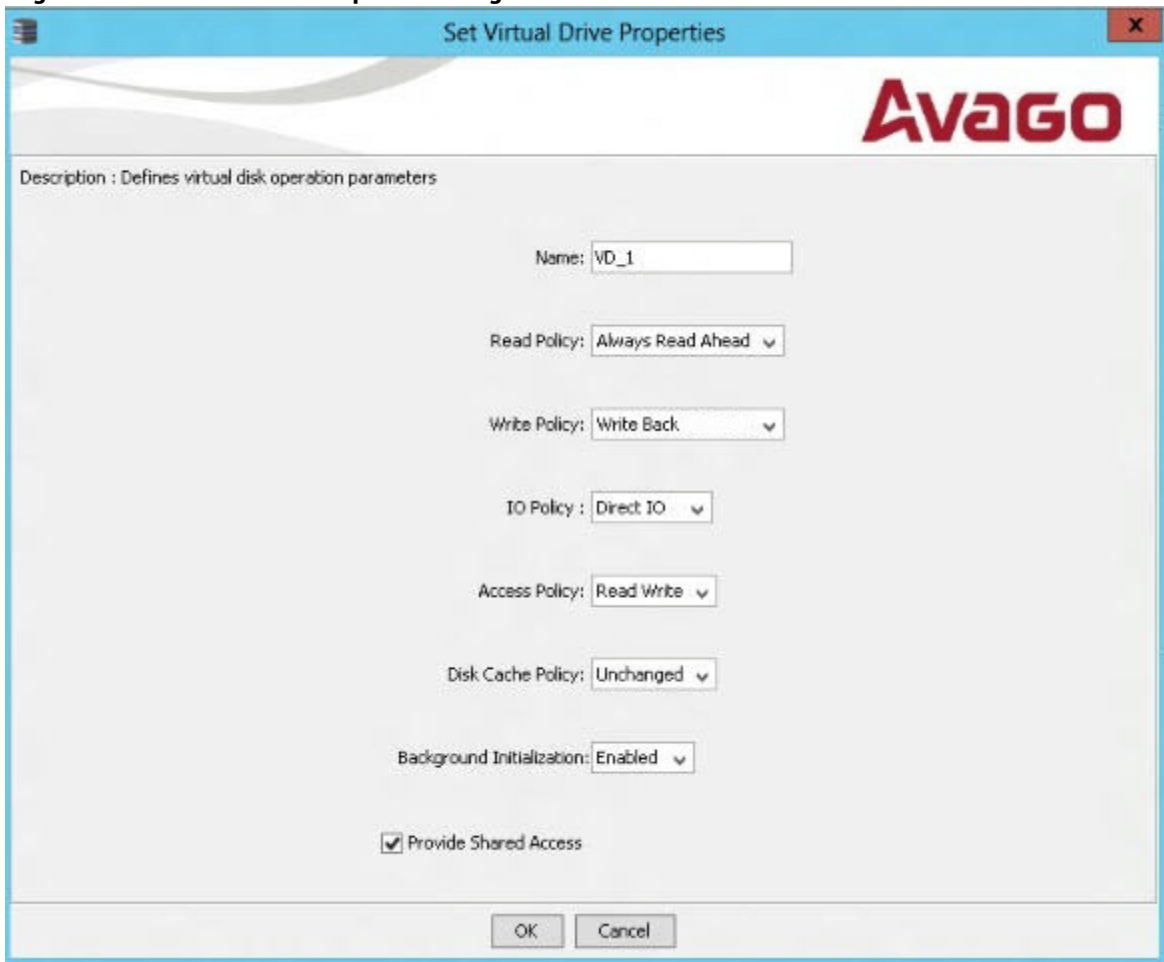 Set Virtual Drive Properties
x
AVAGO
Description : Defines virtual disk operation parameters
Name: VD_1
Read Policy: Always Read Ahead
Write Policy: Write Back
IO Policy : Direct IO
Access Policy: Read Write
Disk Cache Policy: Unchanged
Background Initialization: Enabled
Provide Shared Access
OK Cancel